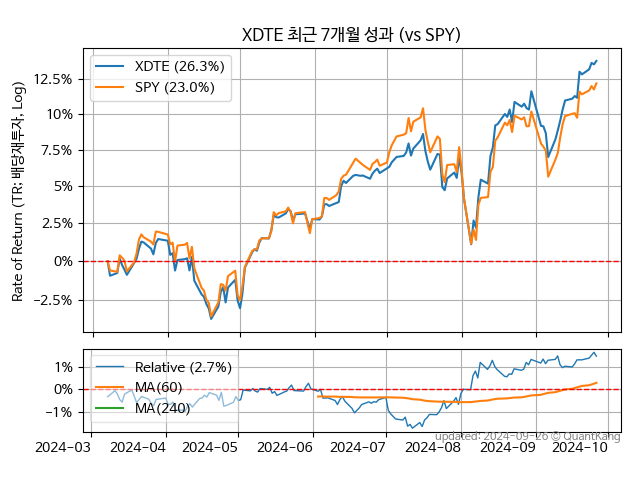 XDTE 최근 7개월 성과 (vs SPY)
Rate of Return (TR: 배당재투자, Log)
XDTE (26.3%)
SPY (23.0%)
12.5%
10%
7.5%
5%
2.5%
0%
−2.5%
Relative (2.7%)
MA(60)
MA(240)
1%
0%
−1%
updated: 2024-09-26 © QuantKang
2024-03 2024-04 2024-05 2024-06 2024-07 2024-08 2024-09 2024-10